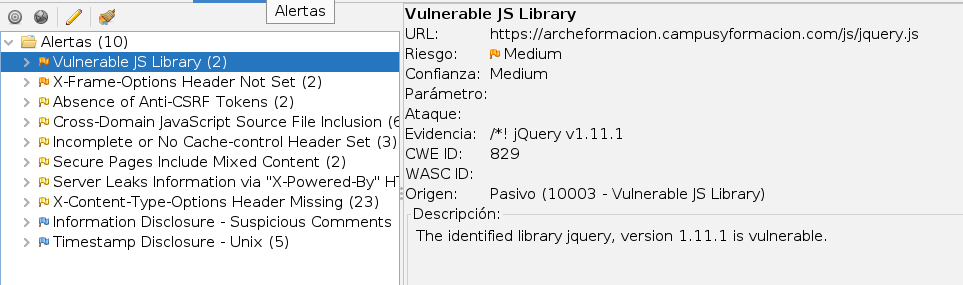 Alertas
Alertas (10)
Vulnerable JS Library (2)
X-Frame-Options Header Not Set (2)
Absence of Anti-CSRF Tokens (2)
Cross-Domain JavaScript Source File Inclusion (6
Incomplete or No Cache-control Header Set (3)
Secure Pages Include Mixed Content (2)
Server Leaks Information via "X-Powered-By" HT
X-Content-Type-Options Header Missing (23)
Information Disclosure - Suspicious Comments
Timestamp Disclosure - Unix (5)
Vulnerable JS Library
URL: https://archeformacion.campusyformacion.com/js/jquery.js
Riesgo: Medium
Confianza: Medium
Parámetro:
Ataque:
Evidencia: /*! jQuery v1.11.1
CWE ID: 829
WASC ID:
Origen: Pasivo (10003 - Vulnerable JS Library)
Descripción:
The identified library jquery, version 1.11.1 is vulnerable.